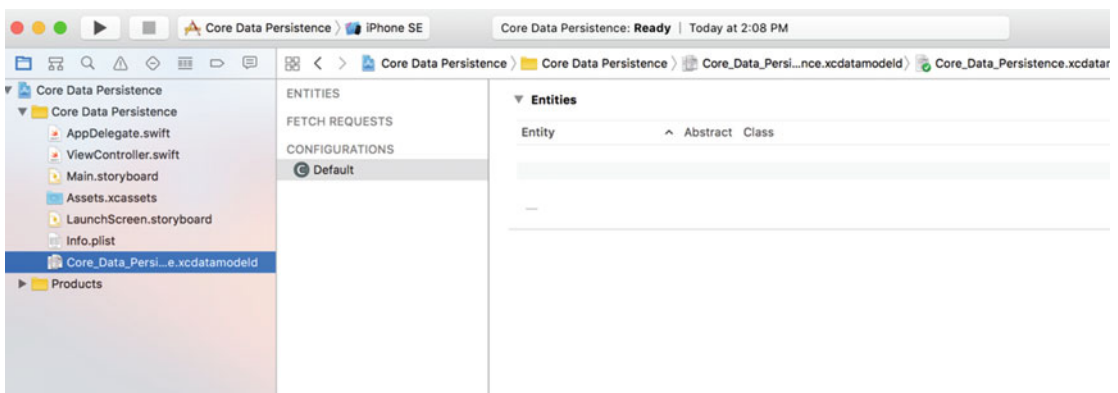 Core Data Persistence iPhone SE Core Data Persistence: Ready | Today at 2:08 PM
Core Data Persistence Core Data Persistence Core_Data_Persi...nce.xcdatamodeld Core_Data_Persistence.xcdatar
Core Data Persistence
Core Data Persistence
AppDelegate.swift
ViewController.swift
Main.storyboard
Assets.xcassets
LaunchScreen.storyboard
Info.plist
Core_Data_Persi...e.xcdatamodeld
Products
ENTITIES
FETCH REQUESTS
CONFIGURATIONS
C Default
Entities
Entity Abstract Class